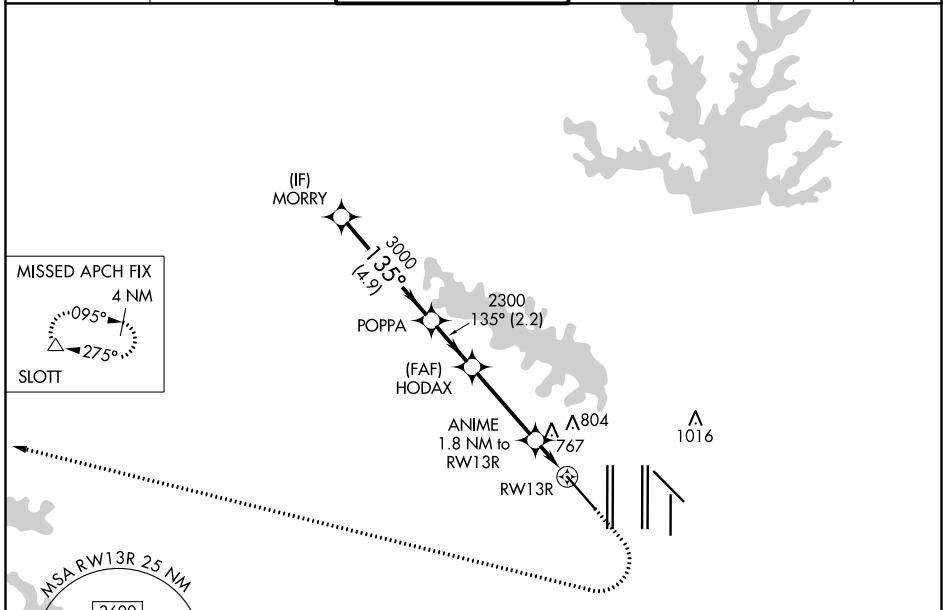 (IF)
MORRY
3000
135°
(4.9)
MISSED APCH FIX
4 NM
095°
275°
SLOTT
2300
135° (2.2)
POPPA
(FAF)
HODAX
ANIME
1.8 NM to
RW13R
804
767
1016
RW13R
MSA RW13R 25 NM